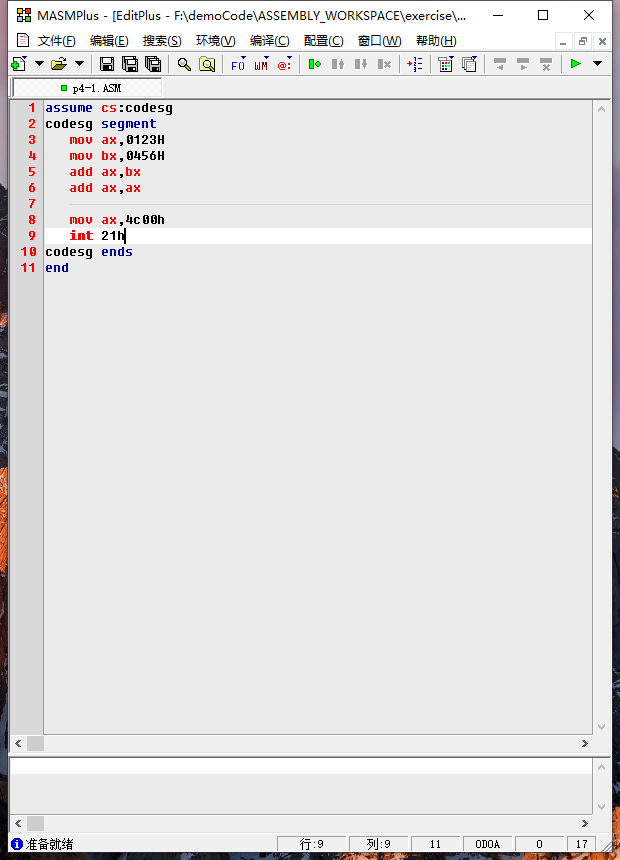 MASMPlus - [EditPlus - F:\demoCode\ASSEMBLY_WORKSPACE\exercise\...
文件(F) 编辑(E) 搜索(S) 环境(V) 编译(C) 配置(C) 窗口(W) 帮助(H)
FO WM @:
p4-1.ASM
1 assume cs:codesg
2 codesg segment
3 mov ax,0123H
4 mov bx,0456H
5 add ax,bx
6 add ax,ax
7
8 mov ax,4c00h
9 int 21h
10 codesg ends
11 end
准备就绪 行:9 列:9 11 0D0A 0 17